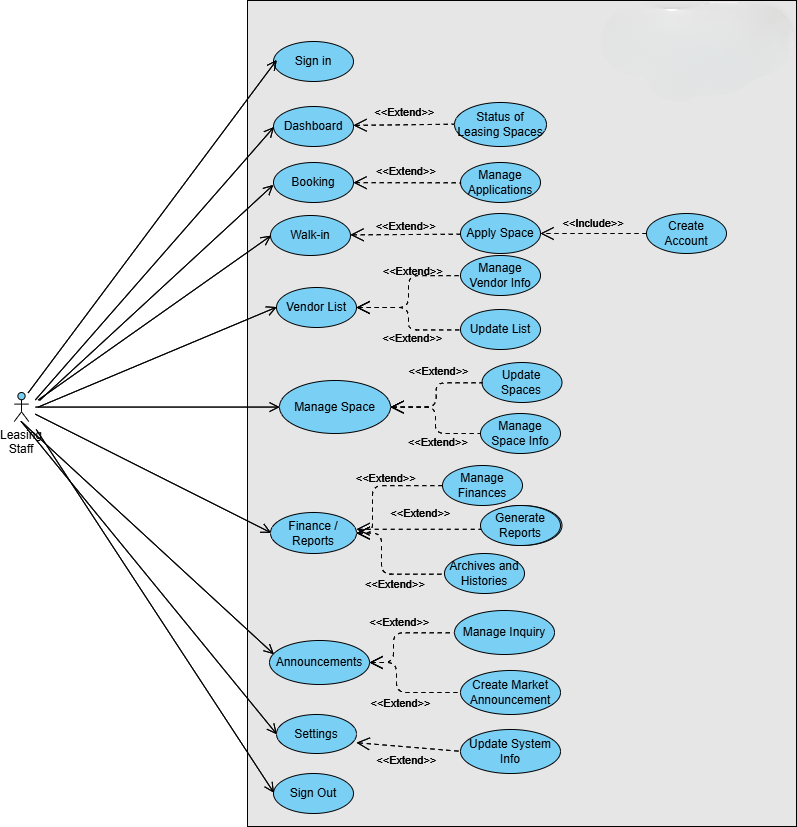 Sign in
Dashboard
<<Extend>>
Status of
Leasing Spaces
Booking
<<Extend>>
Manage
Applications
Walk-in
<<Extend>>
Apply Space
<<Include>>
Create
Account
Vendor List
<<Extend>>
Manage
Vendor Info
<<Extend>>
Update List
Leasing
Staff
Manage Space
<<Extend>>
Update
Spaces
<<Extend>>
Manage
Space Info
Finance /
Reports
<<Extend>>
Manage
Finances
<<Extend>>
Generate
Reports
<<Extend>>
Archives and
Histories
Announcements
<<Extend>>
Manage Inquiry
<<Extend>>
Create Market
Announcement
Settings
<<Extend>>
Update System
Info
Sign Out